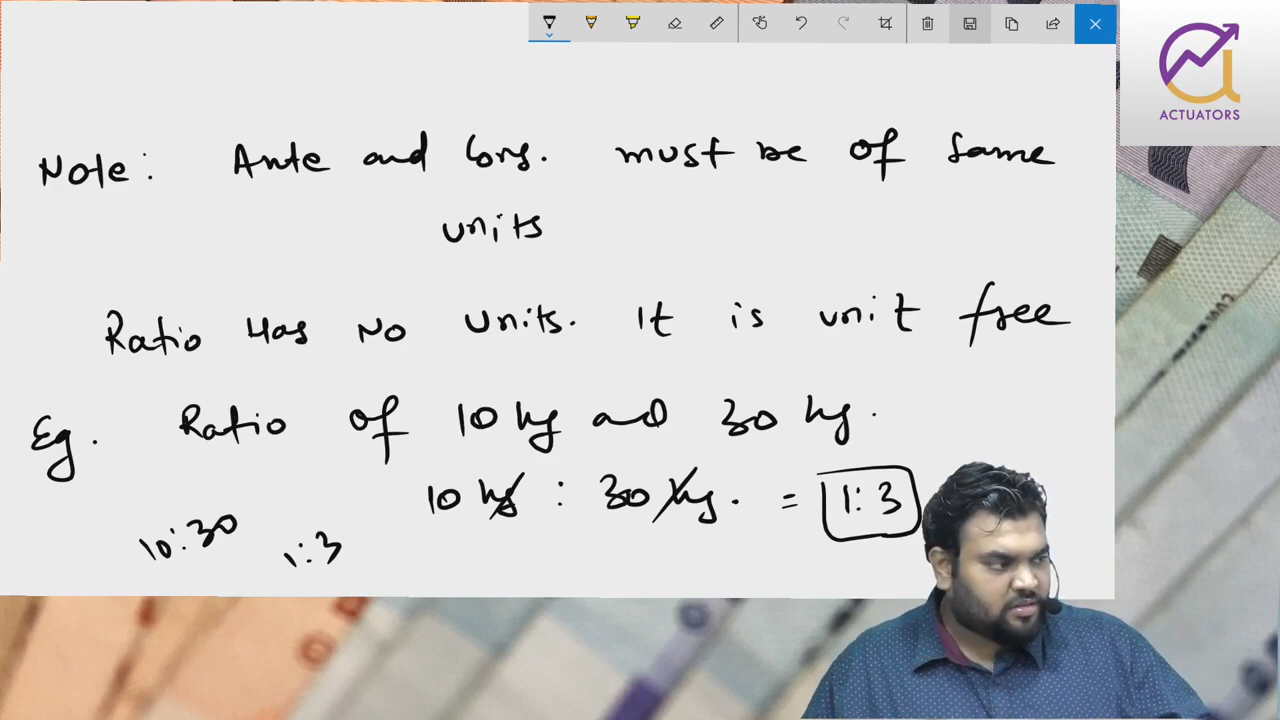 ACTUATORS
Note: Ante and Cons. must be of same
units
Ratio Has No units. It is unit free
Eg. Ratio of 10 kg and 30 kg.
10 kg : 30 kg. = 1:3
10:30 1:3